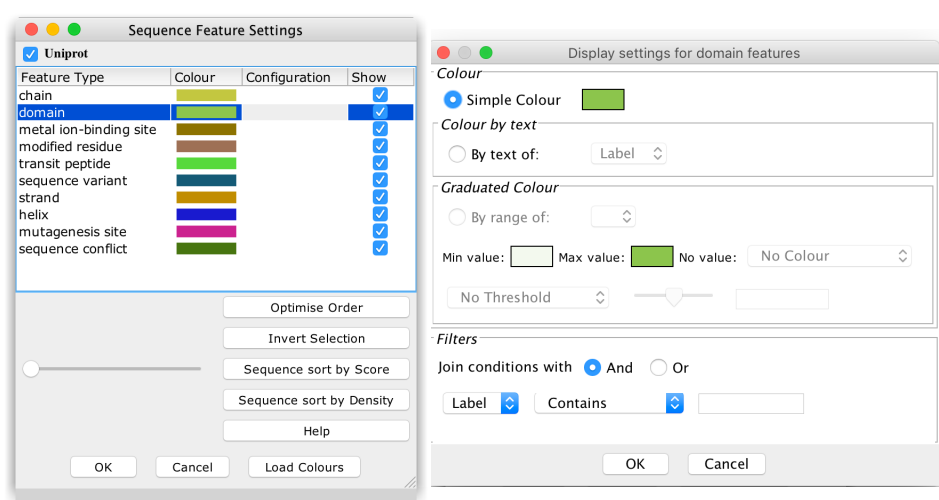 Sequence Feature Settings
Uniprot
Feature Type Colour Configuration Show
chain
domain
metal ion-binding site
modified residue
transit peptide
sequence variant
strand
helix
mutagenesis site
sequence conflict
Optimise Order
Invert Selection
Sequence sort by Score
Sequence sort by Density
Help
OK Cancel Load Colours
Display settings for domain features
Colour
Simple Colour
Colour by text
By text of: Label
Graduated Colour
By range of:
Min value: Max value: No value: No Colour
No Threshold
Filters
Join conditions with And Or
Label Contains
OK Cancel